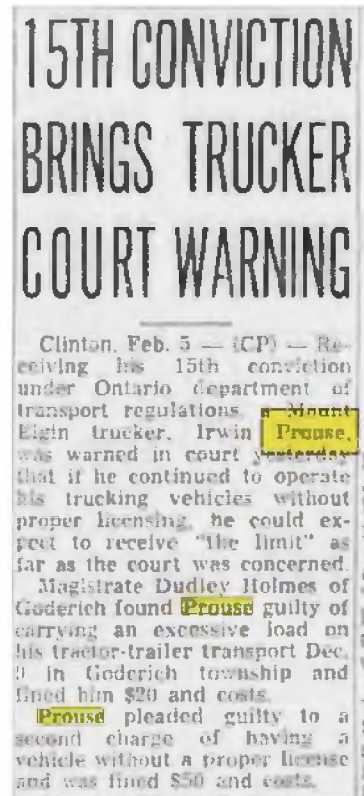 15TH CONVICTION
BRINGS TRUCKER
COURT WARNING
Clinton, Feb. 5 — (CP) — Re-
ceiving his 15th conviction
under Ontario department of
transport regulations, a Mount
Elgin trucker, Irwin Prouse,
was warned in court yesterday
that if he continued to operate
his trucking vehicles without
proper licensing, he could ex-
pect to receive "the limit" as
far as the court was concerned.
Magistrate Dudley Holmes of
Goderich found Prouse guilty of
carrying an excessive load on
his tractor-trailer transport Dec.
9 in Goderich township and
fined him $20 and costs.
Prouse pleaded guilty to a
second charge of having a
vehicle without a proper license
and was fined $50 and costs.